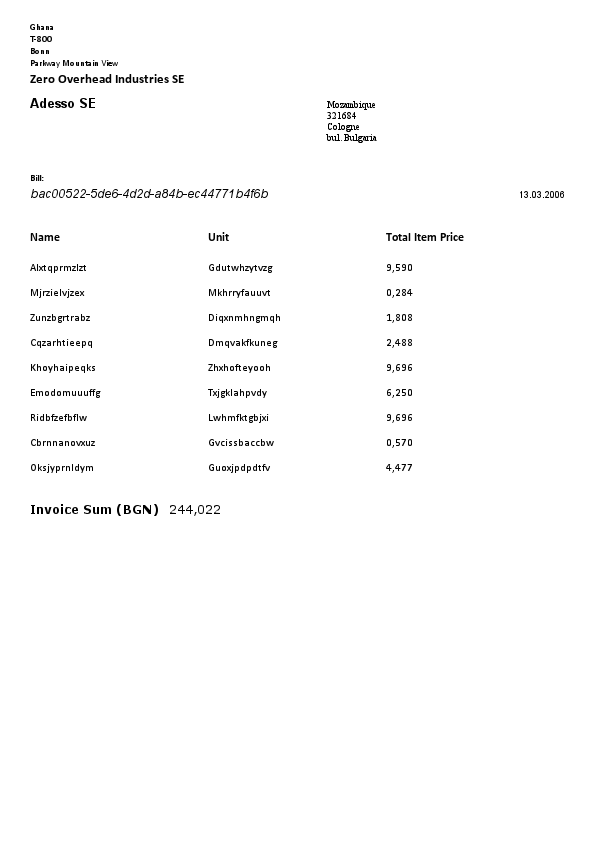 Ghana
T-800
Bonn
Parkway Mountain View
Zero Overhead Industries SE
Adesso SE
Mozambique
321684
Cologne
bul. Bulgaria
Bill:
bac00522-5de6-4d2d-a84b-ec44771b4f6b 13.03.2006
Name Unit Total Item Price
Alxtqprmzlzt Gdutwhzytvzg 9,590
Mjrzielvjzex Mkhrryfauuvt 0,284
Zunzbgrtrabz Diqxnmhngmqh 1,808
Cqzarhtieepq Dmqvakfkuneg 2,488
Khoyhaipeqks Zhxhofteyooh 9,696
Emodomuuuffg Txjgklahpvdy 6,250
Ridbfzefbflw Lwhmfktgbjxi 9,696
Cbrnnanovxuz Gvcissbaccbw 0,570
Oksjyprnldym Guoxjpdpdtfv 4,477
Invoice Sum (BGN) 244,022